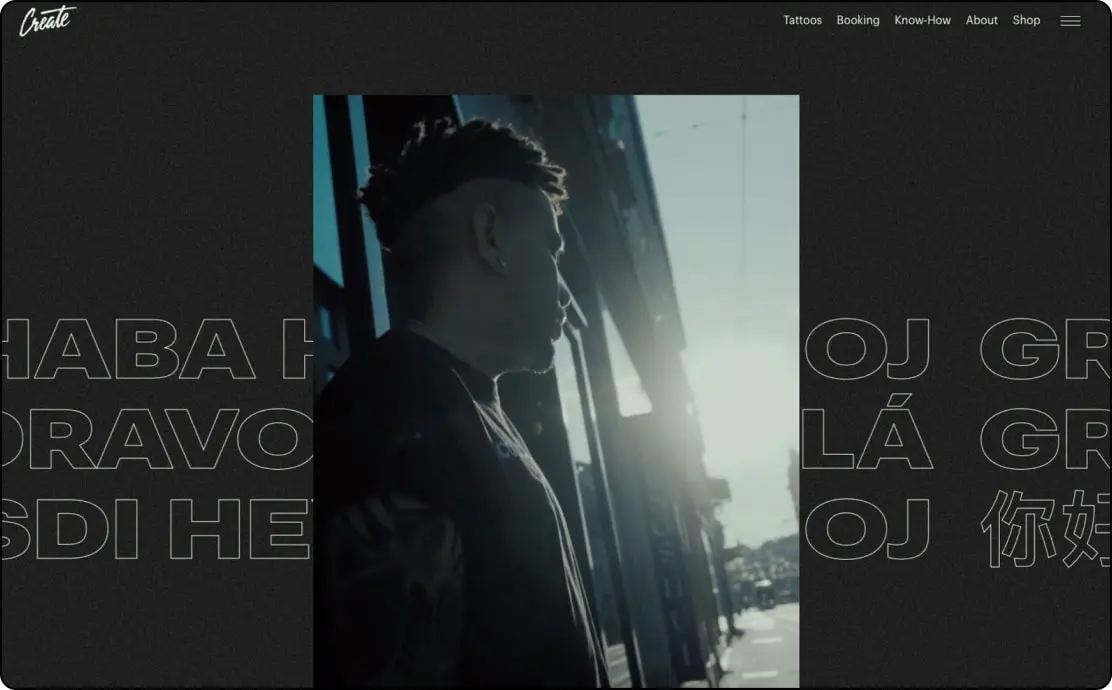 Create
Tattoos Booking Know-How About Shop
HABA H OJ GR
DRAVO LÁ GR
SDI HE OJ 你好